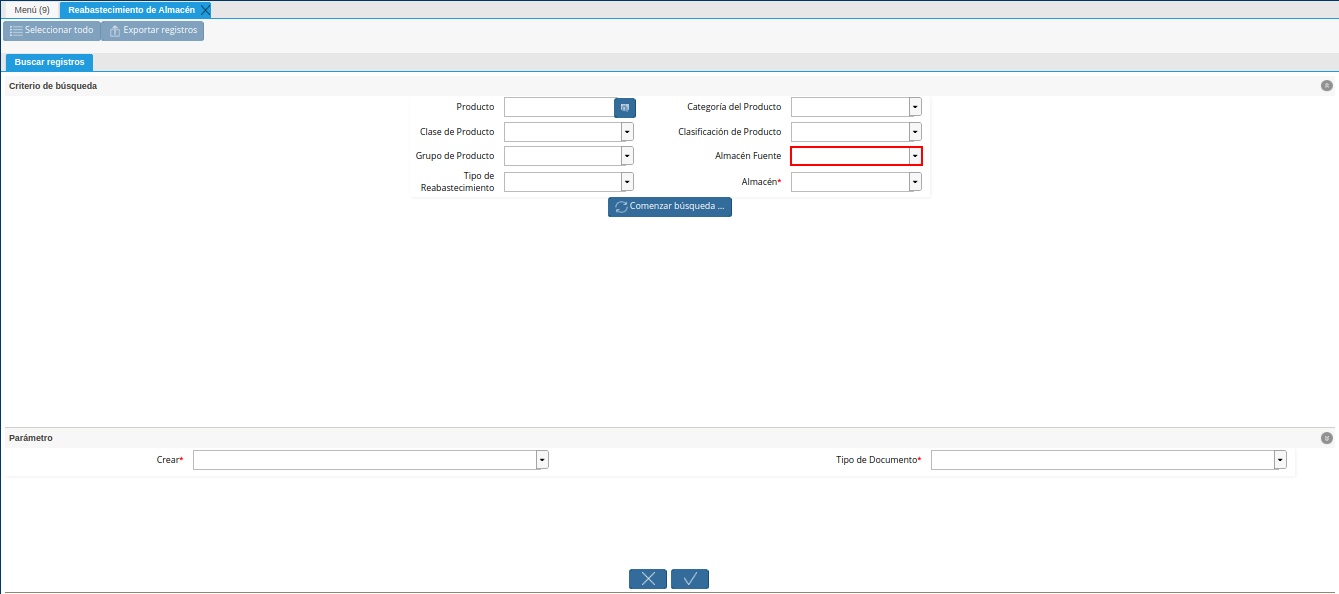 Menú (9) Reabastecimiento de Almacén
Seleccionar todo Exportar registros
Buscar registros
Criterio de búsqueda
Producto Categoría del Producto
Clase de Producto Clasificación de Producto
Grupo de Producto Almacén Fuente
Tipo de
Reabastecimiento Almacén*
Comenzar búsqueda ...
Parámetro
Crear* Tipo de Documento*